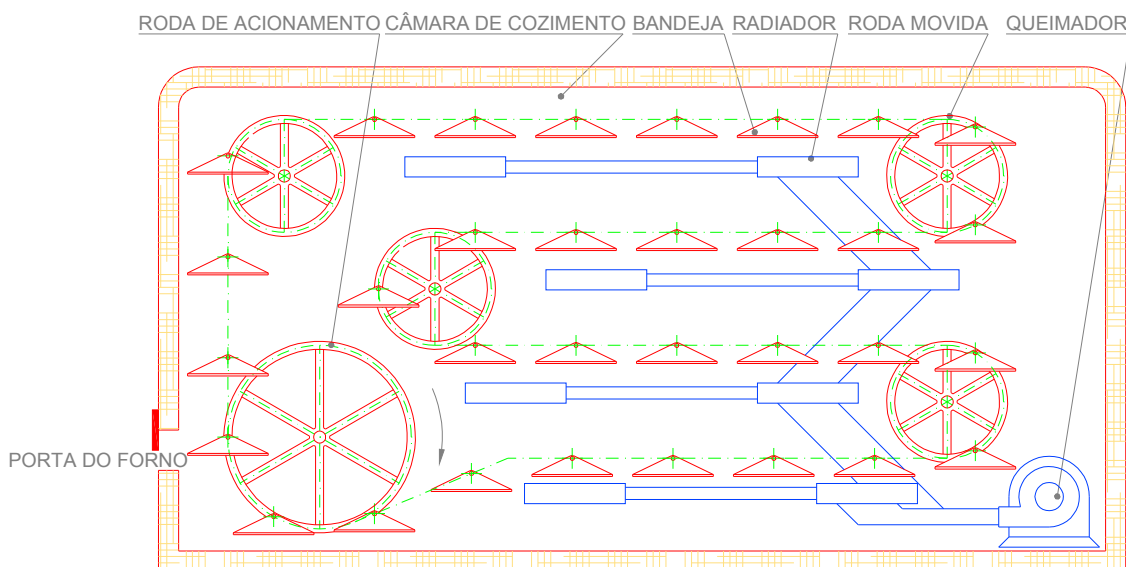 RODA DE ACIONAMENTO
CÂMARA DE COZIMENTO
BANDEJA
RADIADOR
RODA MOVIDA
QUEIMADOR
PORTA DO FORNO